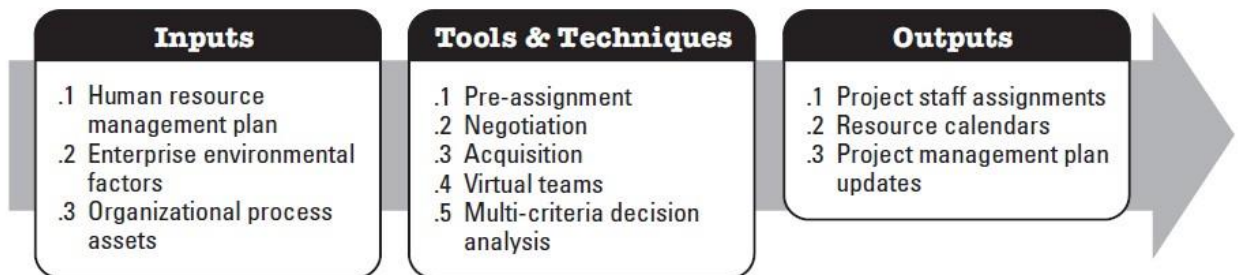 Inputs
.1 Human resource
management plan
.2 Enterprise environmental
factors
.3 Organizational process
assets
Tools & Techniques
.1 Pre-assignment
.2 Negotiation
.3 Acquisition
.4 Virtual teams
.5 Multi-criteria decision
analysis
Outputs
.1 Project staff assignments
.2 Resource calendars
.3 Project management plan
updates